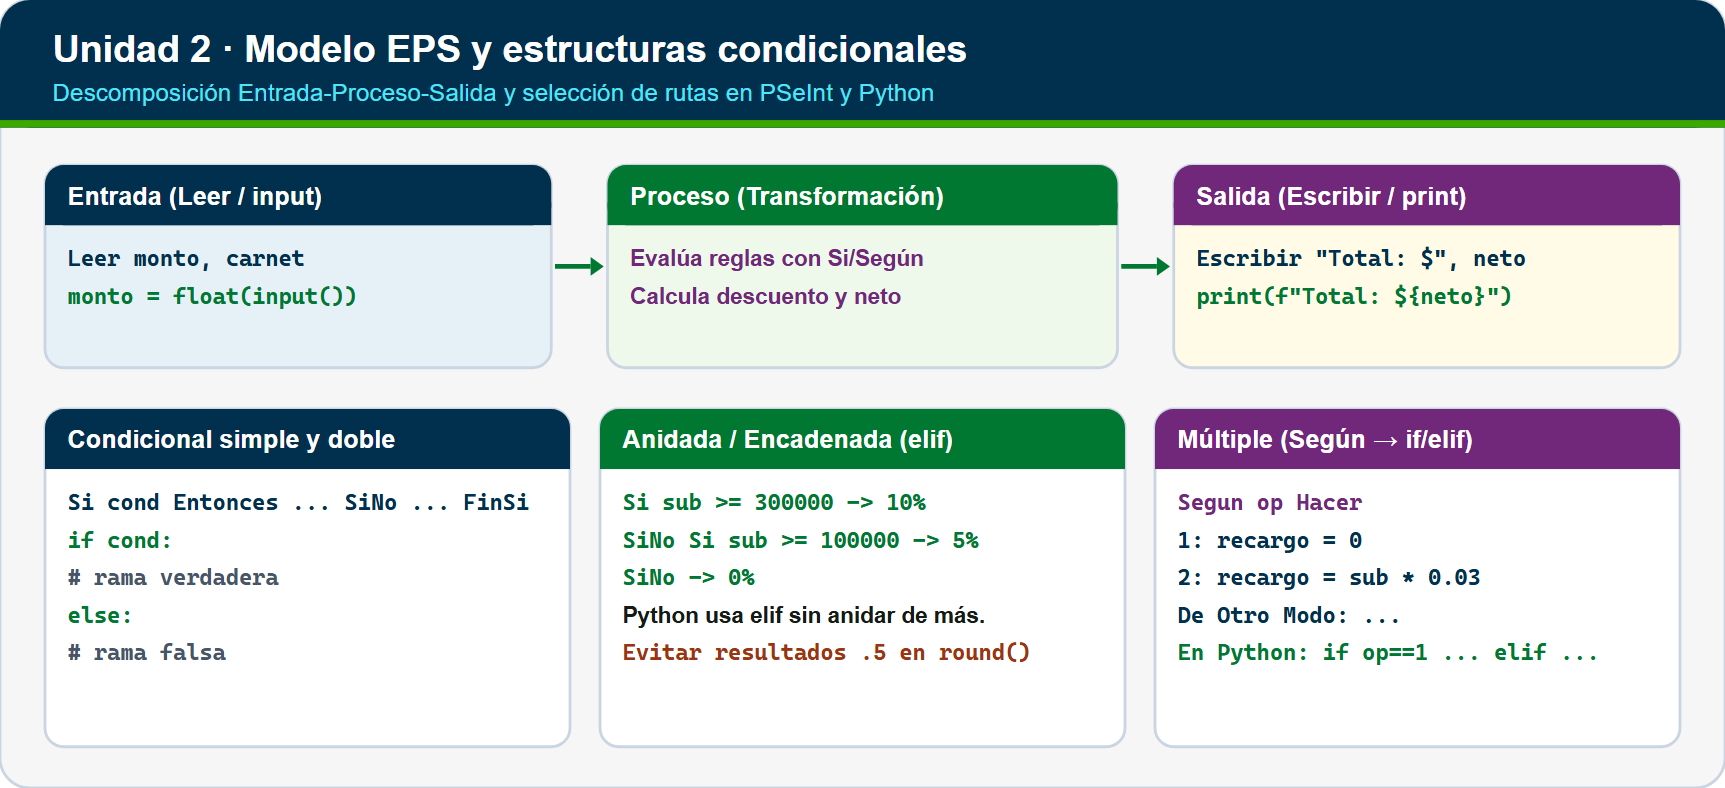 Unidad 2 · Modelo EPS y estructuras condicionales
Descomposición Entrada-Proceso-Salida y selección de rutas en PSeInt y Python
Entrada (Leer / input)
Leer monto, carnet
monto = float(input())
Proceso (Transformación)
Evalúa reglas con Si/Según
Calcula descuento y neto
Salida (Escribir / print)
Escribir "Total: $", neto
print(f"Total: ${neto}")
Condicional simple y doble
Si cond Entonces ... SiNo ... FinSi
if cond:
# rama verdadera
else:
# rama falsa
Anidada / Encadenada (elif)
Si sub >= 300000 -> 10%
SiNo Si sub >= 100000 -> 5%
SiNo -> 0%
Python usa elif sin anidar de más.
Evitar resultados .5 en round()
Múltiple (Según → if/elif)
Segun op Hacer
1: recargo = 0
2: recargo = sub * 0.03
De Otro Modo: ...
En Python: if op==1 ... elif ...